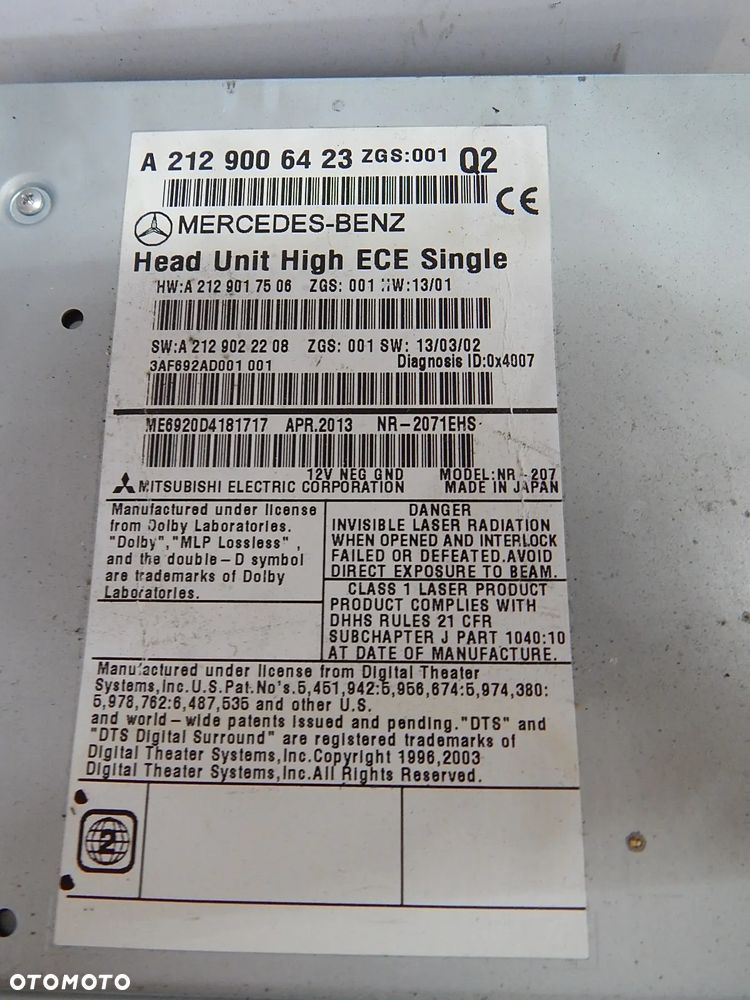 A 212 900 64 23 ZGS:001 Q2
CE
MERCEDES-BENZ
Head Unit High ECE Single
HW:A 212 901 75 06 ZGS: 001 HW:13/01
SW:A 212 902 22 08 ZGS: 001 SW: 13/03/02
3AF692AD001 001 Diagnosis ID:0x4007
ME6920D4181717 APR.2013 NR-2071EHS
12V NEG GND MODEL:NR-207
MITSUBISHI ELECTRIC CORPORATION MADE IN JAPAN
Manufactured under license
from Dolby Laboratories.
"Dolby","MLP Lossless",
and the double-D symbol
are trademarks of Dolby
Laboratories.
DANGER
INVISIBLE LASER RADIATION
WHEN OPENED AND INTERLOCK
FAILED OR DEFEATED.AVOID
DIRECT EXPOSURE TO BEAM.
CLASS 1 LASER PRODUCT
PRODUCT COMPLIES WITH
DHHS RULES 21 CFR
SUBCHAPTER J PART 1040:10
AT DATE OF MANUFACTURE.
Manufactured under license from Digital Theater
Systems,Inc.U.S.Pat.No's.5,451,942:5,956,674:5,974,380:
5,978,762:6,487,535 and other U.S.
and world-wide patents issued and pending."DTS" and
"DTS Digital Surround" are registered trademarks of
Digital Theater Systems,Inc.Copyright 1996,2003
Digital Theater Systems,Inc.All Rights Reserved.
2
OTOMOTO